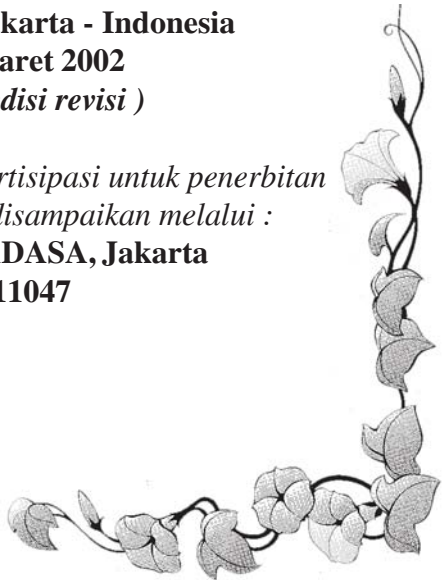 karta - Indonesia
aret 2002
disi revisi )
rtisipasi untuk penerbitan
disampaikan melalui :
DASA, Jakarta
11047